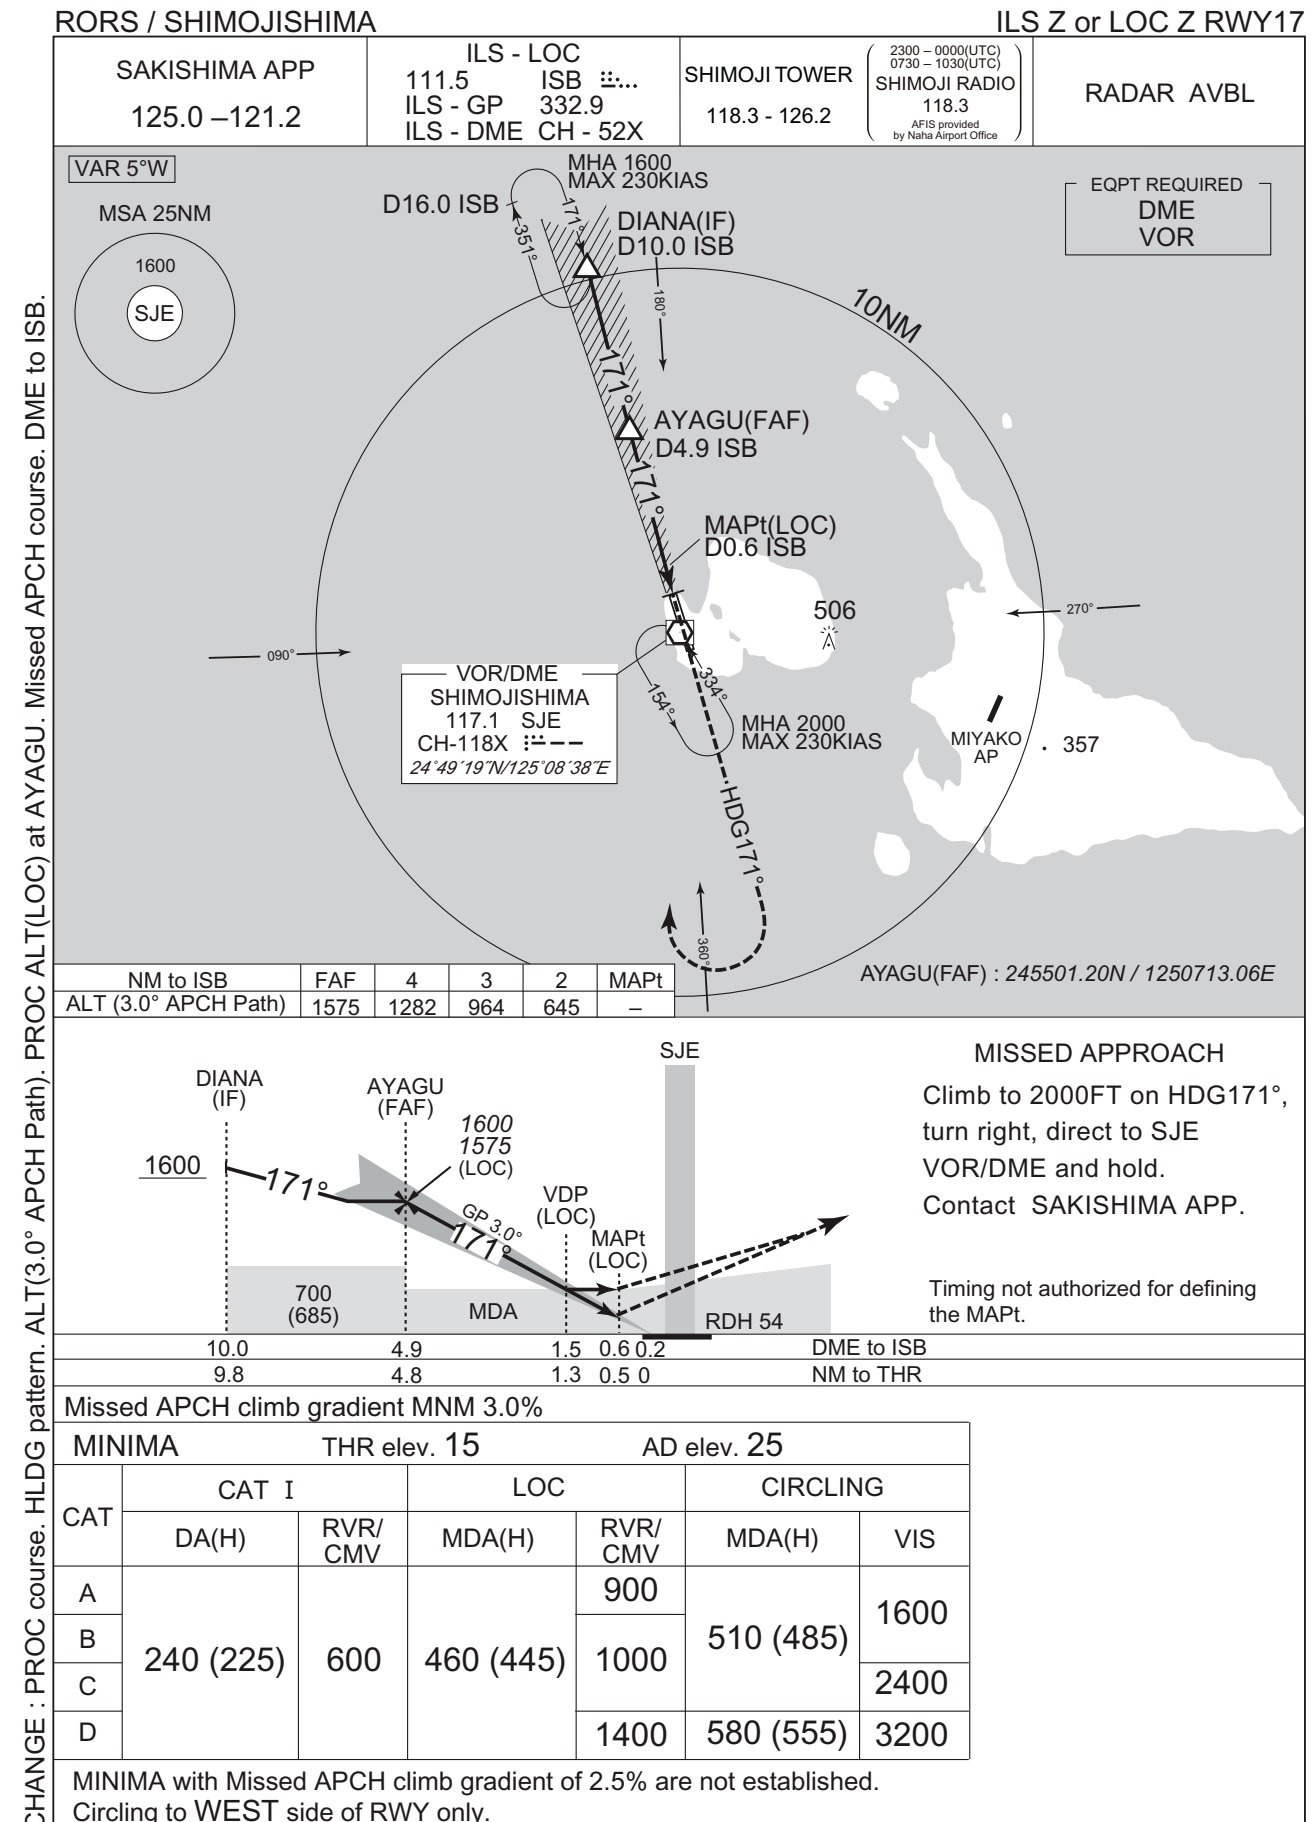 RORS / SHIMOJISHIMA
ILS Z or LOC Z RWY17
SAKISHIMA APP
125.0 –121.2
ILS - LOC
111.5 ISB
ILS - GP 332.9
ILS - DME CH - 52X
SHIMOJI TOWER
118.3 - 126.2
2300 – 0000(UTC)
0730 – 1030(UTC)
SHIMOJI RADIO
118.3
AFIS provided
by Naha Airport Office
RADAR AVBL
VAR 5°W
MSA 25NM
1600
SJE
MHA 1600
MAX 230KIAS
D16.0 ISB
171°
351°
DIANA(IF)
D10.0 ISB
EQPT REQUIRED
DME
VOR
180°
10NM
171°
AYAGU(FAF)
D4.9 ISB
171°
MAPt(LOC)
D0.6 ISB
506
270°
090°
VOR/DME
SHIMOJISHIMA
117.1 SJE
CH-118X
24°49´19˝N/125°08´38˝E
334°
154°
MHA 2000
MAX 230KIAS
MIYAKO
AP
357
HDG171°
360°
AYAGU(FAF) : 245501.20N / 1250713.06E
NM to ISB FAF 4 3 2 MAPt
ALT (3.0° APCH Path) 1575 1282 964 645 –
SJE
DIANA
(IF)
AYAGU
(FAF)
1600
1575
(LOC)
1600
171°
VDP
(LOC)
GP 3.0°
171°
MAPt
(LOC)
700
(685)
MDA
RDH 54
MISSED APPROACH
Climb to 2000FT on HDG171°,
turn right, direct to SJE
VOR/DME and hold.
Contact SAKISHIMA APP.
Timing not authorized for defining
the MAPt.
10.0 4.9 1.5 0.6 0.2 DME to ISB
9.8 4.8 1.3 0.5 0 NM to THR
Missed APCH climb gradient MNM 3.0%
MINIMA THR elev. 15 AD elev. 25
CAT
CAT I LOC CIRCLING
DA(H) RVR/CMV MDA(H) RVR/CMV MDA(H) VIS
A 900
B 1600
240 (225) 600 460 (445) 1000 510 (485)
C 2400
D 1400 580 (555) 3200
MINIMA with Missed APCH climb gradient of 2.5% are not established.
Circling to WEST side of RWY only.
CHANGE : PROC course. HLDG pattern. ALT(3.0° APCH Path). PROC ALT(LOC) at AYAGU. Missed APCH course. DME to ISB.